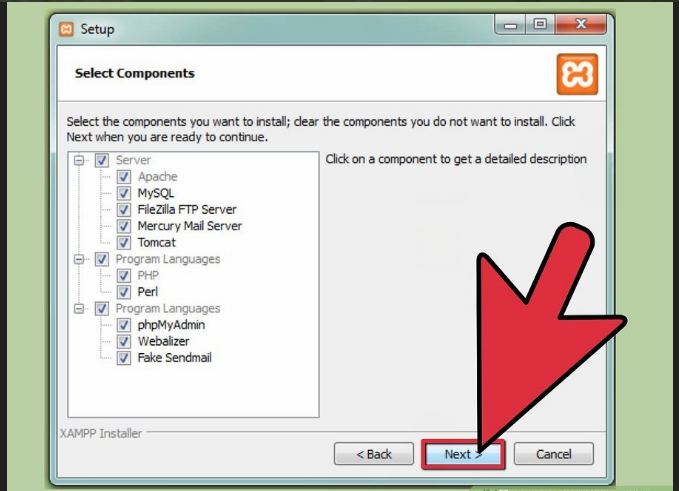 Setup
Select Components
Select the components you want to install; clear the components you do not want to install. Click
Next when you are ready to continue.
Server
Apache
MySQL
FileZilla FTP Server
Mercury Mail Server
Tomcat
Program Languages
PHP
Perl
Program Languages
phpMyAdmin
Webalizer
Fake Sendmail
Click on a component to get a detailed description
XAMPP Installer
< Back
Next >
Cancel